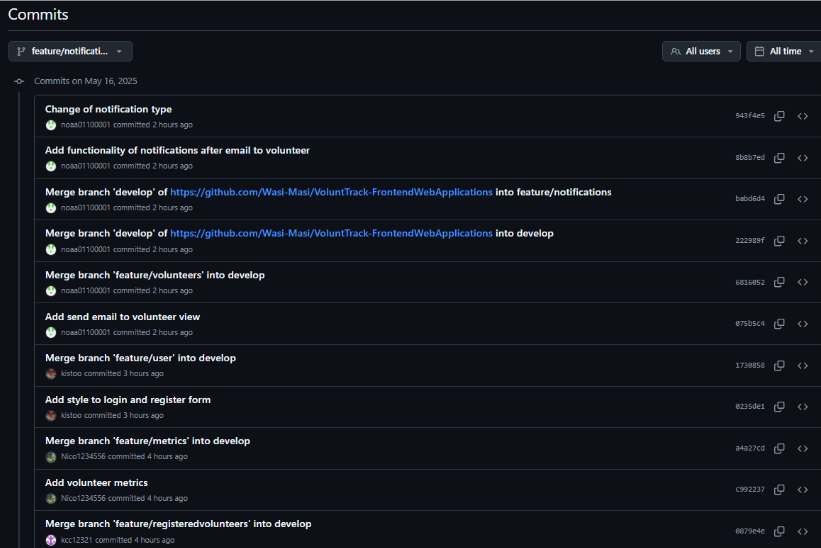 Commits
feature/notificati...
All users
All time
Commits on May 16, 2025
Change of notification type
noaa01100001 committed 2 hours ago
943f4e5
Add functionality of notifications after email to volunteer
noaa01100001 committed 2 hours ago
8b8b7ed
Merge branch 'develop' of https://github.com/Wasi-Masi/VoluntTrack-FrontendWebApplications into feature/notifications
noaa01100001 committed 2 hours ago
babd6d4
Merge branch 'develop' of https://github.com/Wasi-Masi/VoluntTrack-FrontendWebApplications into develop
noaa01100001 committed 2 hours ago
222989f
Merge branch 'feature/volunteers' into develop
noaa01100001 committed 2 hours ago
6816052
Add send email to volunteer view
noaa01100001 committed 2 hours ago
075b5c4
Merge branch 'feature/user' into develop
kistoo committed 3 hours ago
1730858
Add style to login and register form
kistoo committed 3 hours ago
0235de1
Merge branch 'feature/metrics' into develop
Nico1234556 committed 4 hours ago
a4a27cd
Add volunteer metrics
Nico1234556 committed 4 hours ago
c992237
Merge branch 'feature/registeredvolunteers' into develop
kcc12321 committed 4 hours ago
0879e4e